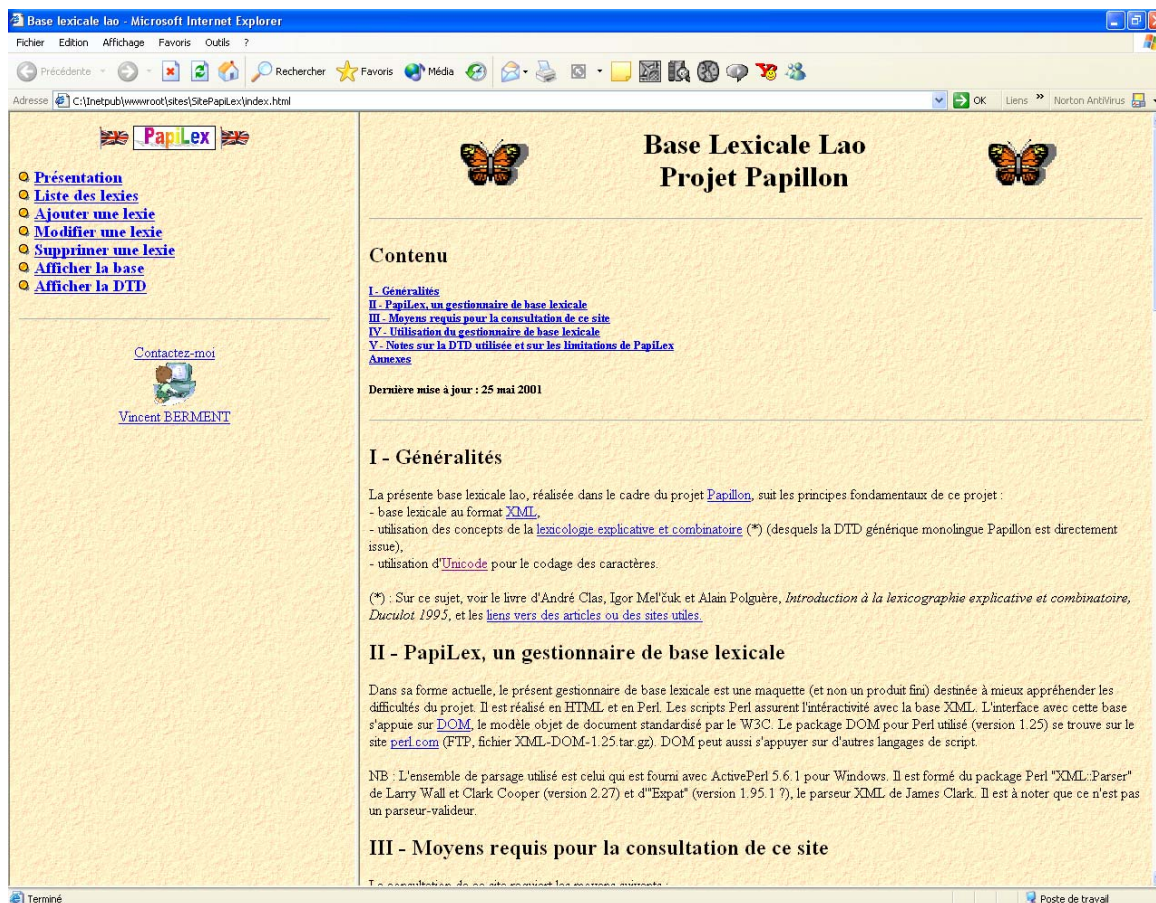 Base lexicale lao - Microsoft Internet Explorer
Fichier Edition Affichage Favoris Outils ?
Précédente Rechercher Favoris Média
Adresse C:\Inetpub\wwwroot\sites\SitePapiLex\index.html OK Liens » Norton AntiVirus
PapiLex
Présentation
Liste des lexies
Ajouter une lexie
Modifier une lexie
Supprimer une lexie
Afficher la base
Afficher la DTD
Contactez-moi
Vincent BERMENT
Base Lexicale Lao
Projet Papillon
Contenu
I - Généralités
II - PapiLex, un gestionnaire de base lexicale
III - Moyens requis pour la consultation de ce site
IV - Utilisation du gestionnaire de base lexicale
V - Notes sur la DTD utilisée et sur les limitations de PapiLex
Annexes
Dernière mise à jour : 25 mai 2001
I - Généralités
La présente base lexicale lao, réalisée dans le cadre du projet Papillon, suit les principes fondamentaux de ce projet :
- base lexicale au format XML,
- utilisation des concepts de la lexicologie explicative et combinatoire (*) (desquels la DTD générique monolingue Papillon est directement
issue),
- utilisation d'Unicode pour le codage des caractères.
(*) : Sur ce sujet, voir le livre d'André Clas, Igor Mel'čuk et Alain Polguère, Introduction à la lexicographie explicative et combinatoire,
Duculot 1995, et les liens vers des articles ou des sites utiles.
II - PapiLex, un gestionnaire de base lexicale
Dans sa forme actuelle, le présent gestionnaire de base lexicale est une maquette (et non un produit fini) destinée à mieux appréhender les
difficultés du projet. Il est réalisé en HTML et en Perl. Les scripts Perl assurent l'intéractivité avec la base XML. L'interface avec cette base
s'appuie sur DOM, le modèle objet de document standardisé par le W3C. Le package DOM pour Perl utilisé (version 1.25) se trouve sur le
site perl.com (FTP, fichier XML-DOM-1.25.tar.gz). DOM peut aussi s'appuyer sur d'autres langages de script.
NB : L'ensemble de parsage utilisé est celui qui est fourni avec ActivePerl 5.6.1 pour Windows. Il est formé du package Perl "XML::Parser"
de Larry Wall et Clark Cooper (version 2.27) et d'"Expat" (version 1.95.1 ?), le parseur XML de James Clark. Il est à noter que ce n'est pas
un parseur-valideur.
III - Moyens requis pour la consultation de ce site
La consultation de ce site requiert les moyens suivants :
Terminé Poste de travail